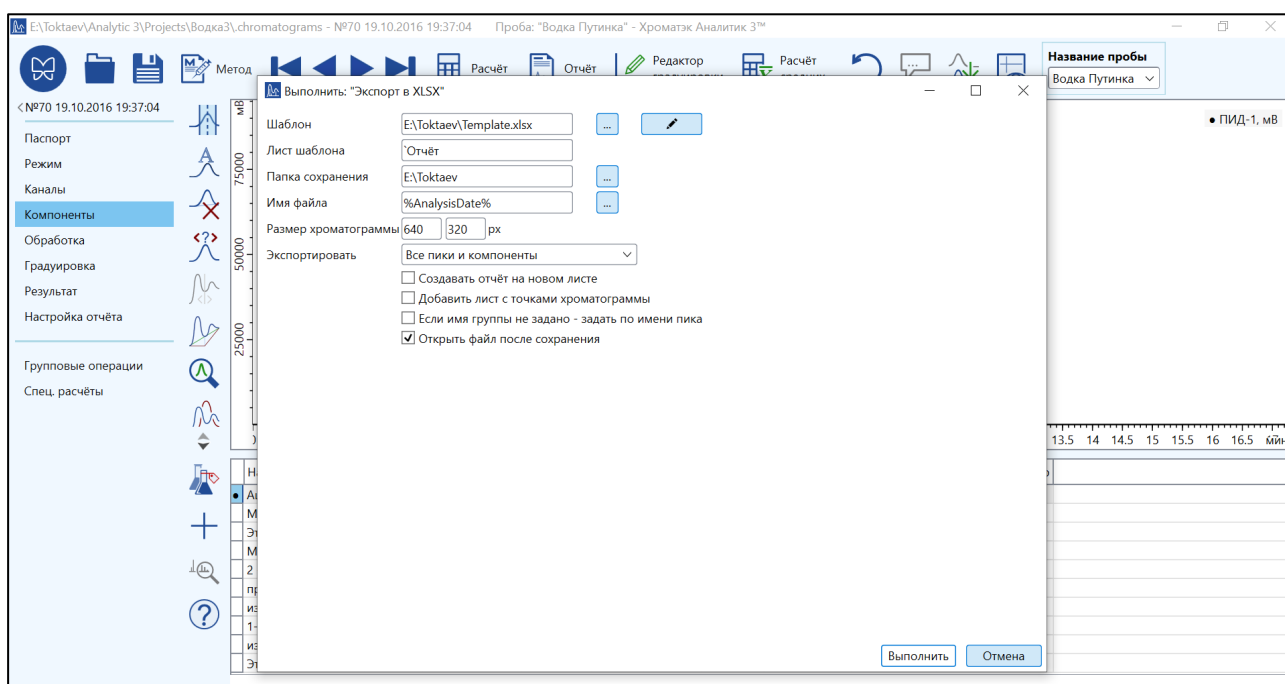 E:\Toktaev\Analytic 3\Projects\Водка3\.chromatograms - №70 19.10.2016 19:37:04 Проба: "Водка Путинка" - Хроматэк Аналитик 3™
Метод
Расчёт
Отчёт
Редактор
Расчёт
Название пробы
Водка Путинка
№70 19.10.2016 19:37:04
Паспорт
Режим
Каналы
Компоненты
Обработка
Градуировка
Результат
Настройка отчёта
Групповые операции
Спец. расчёты
мВ
75000
50000
25000
Выполнить: "Экспорт в XLSX"
Шаблон E:\Toktaev\Template.xlsx ...
Лист шаблона `Отчёт
Папка сохранения E:\Toktaev ...
Имя файла %AnalysisDate% ...
Размер хроматограммы 640 320 px
Экспортировать Все пики и компоненты
Создавать отчёт на новом листе
Добавить лист с точками хроматограммы
Если имя группы не задано - задать по имени пика
Открыть файл после сохранения
Выполнить Отмена
ПИД-1, мВ
13.5 14 14.5 15 15.5 16 16.5 мин